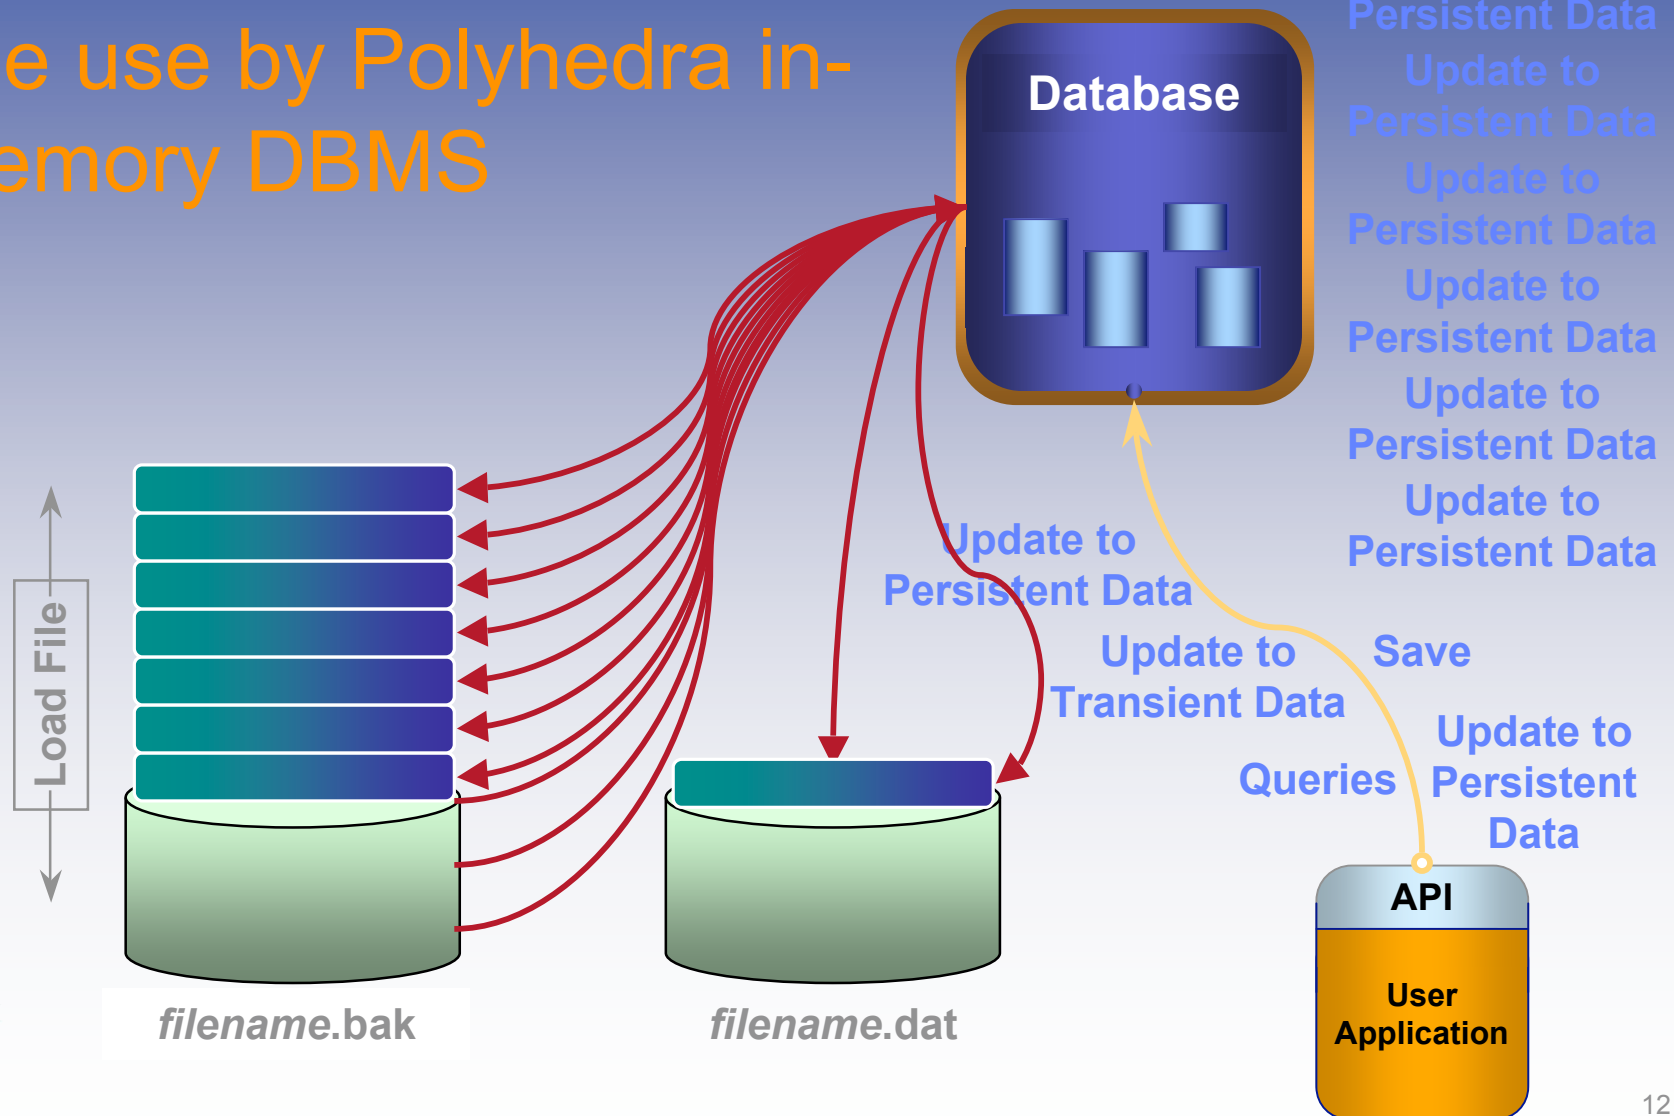 e use by Polyhedra in-
emory DBMS
Database
Persistent Data
Update to
Persistent Data
Update to
Persistent Data
Update to
Persistent Data
Update to
Persistent Data
Update to
Persistent Data
Update to
Persistent Data
Update to
Transient Data
Save
Queries
Update to
Persistent
Data
Load File
API
User
Application
filename.bak
filename.dat
12